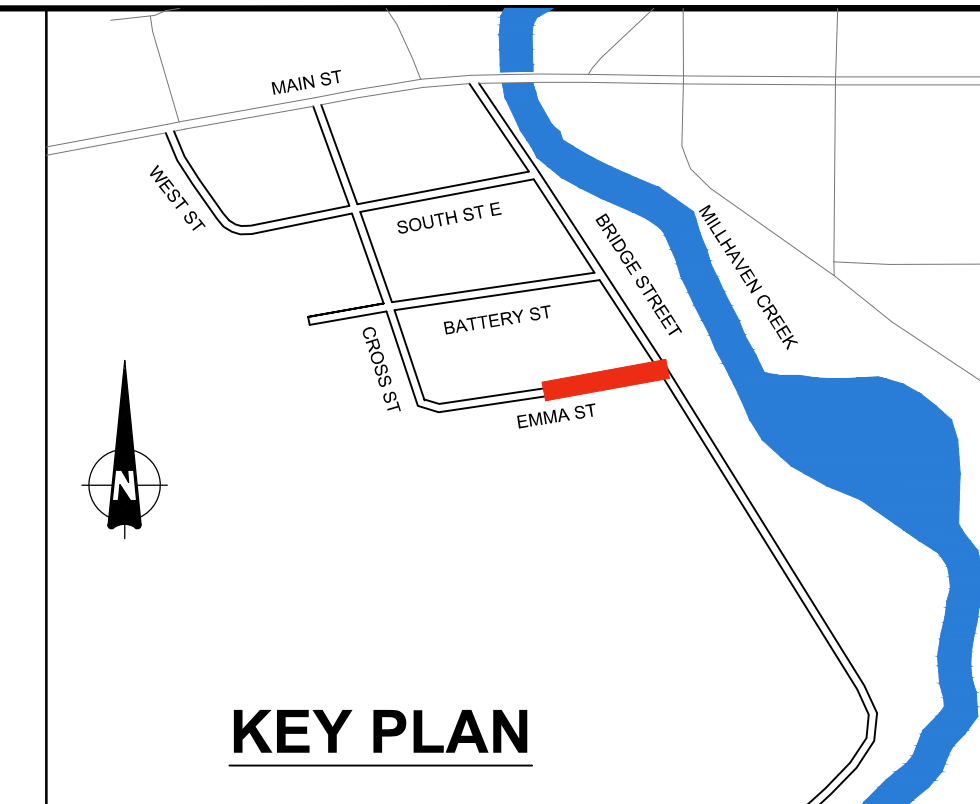 MAIN ST
WEST ST
SOUTH ST E
BRIDGE STREET
MILLHAVEN CREEK
BATTERY ST
CROSS ST
EMMA ST
N
KEY PLAN